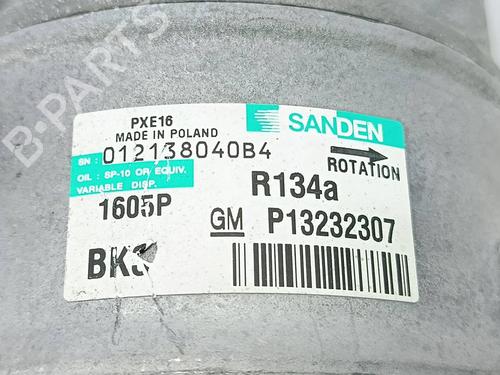 B-PARTS
PXE16
MADE IN POLAND
SANDEN
SN : 012138040B4
ROTATION
OIL : SP-10 OR EQUIV.
VARIABLE DISP.
R134a
1605P
GM P13232307
BK3